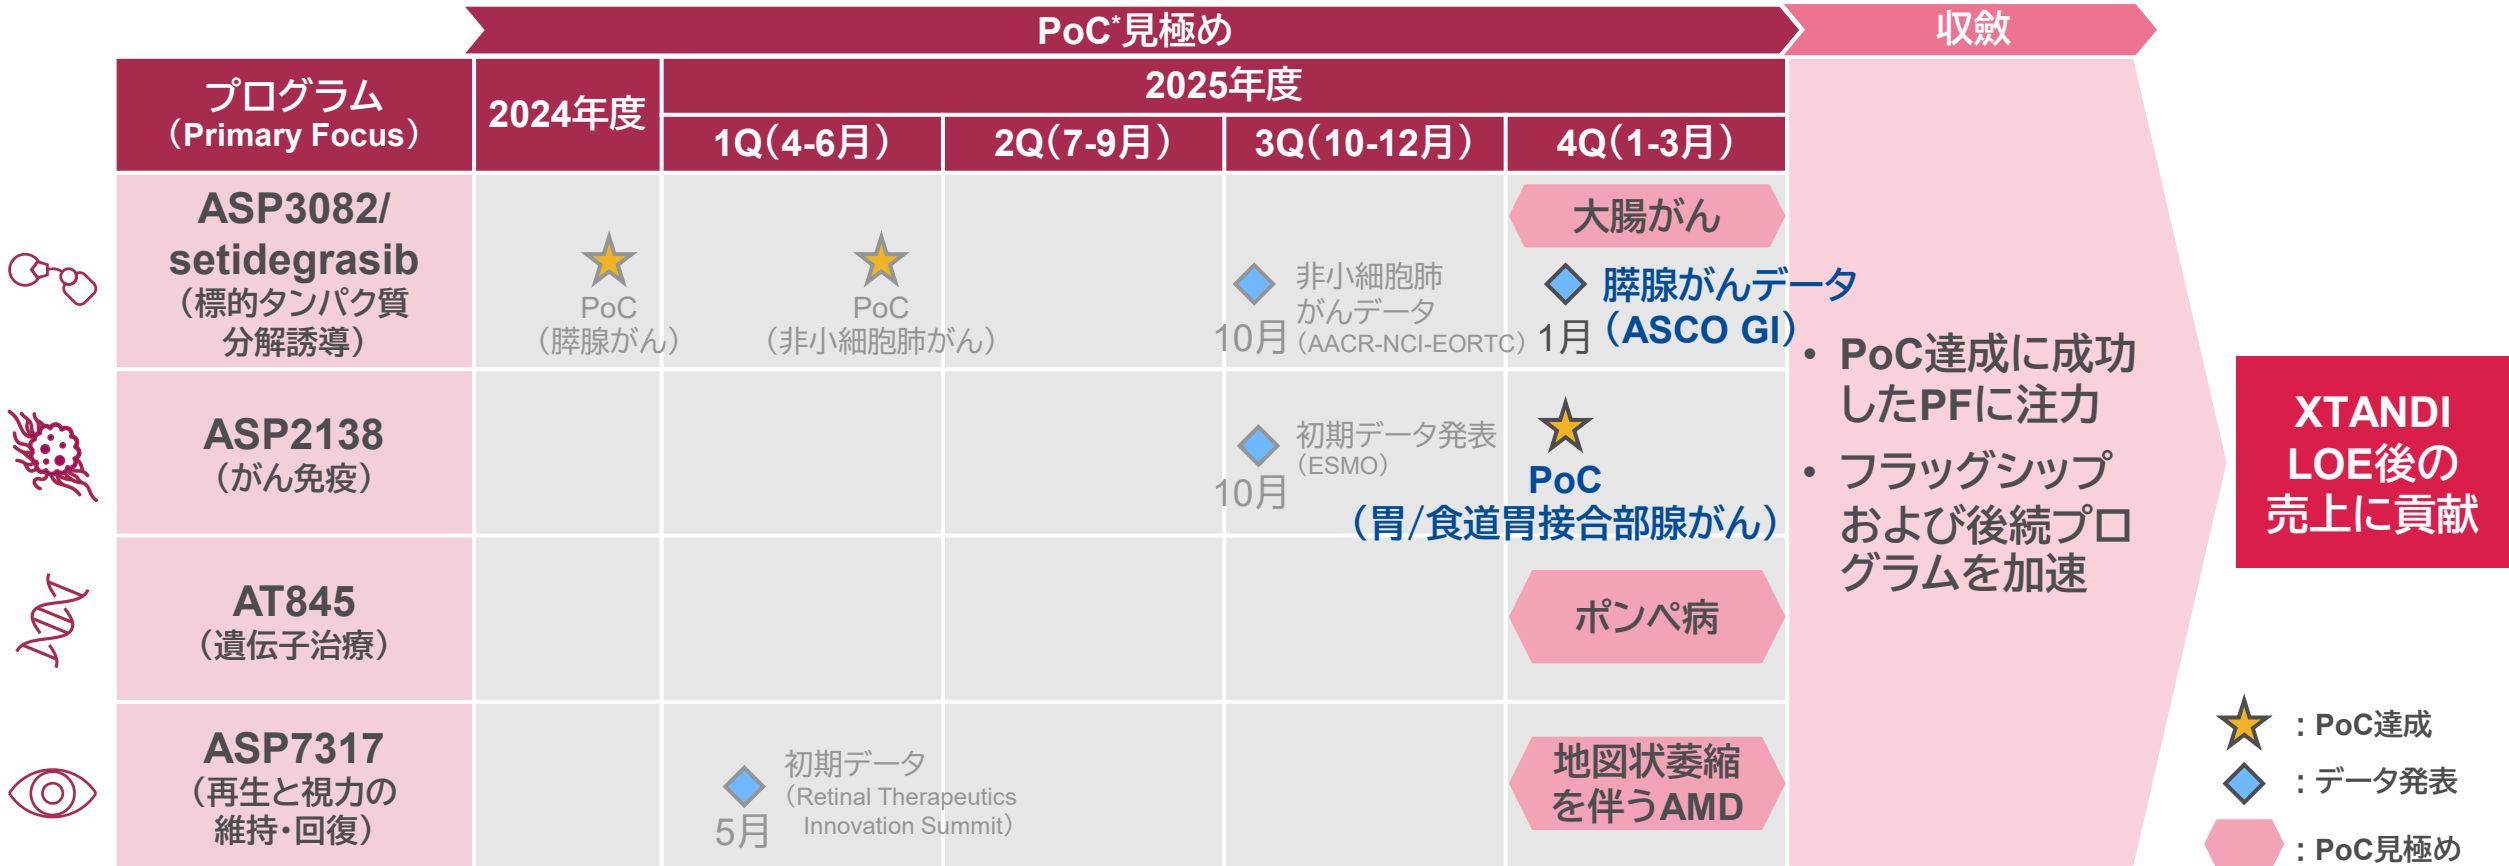 PoC*見極め
収斂
プログラム
（Primary Focus）
2024年度
2025年度
1Q（4-6月）
2Q（7-9月）
3Q（10-12月）
4Q（1-3月）
ASP3082/
setidegrasib
（標的タンパク質
分解誘導）
PoC
（膵腺がん）
PoC
（非小細胞肺がん）
10月
非小細胞肺
がんデータ
（AACR-NCI-EORTC）
大腸がん
1月
膵腺がんデータ
（ASCO GI）
ASP2138
（がん免疫）
10月
初期データ発表
（ESMO）
PoC
（胃/食道胃接合部腺がん）
AT845
（遺伝子治療）
ポンペ病
ASP7317
（再生と視力の
維持・回復）
5月
初期データ
（Retinal Therapeutics
Innovation Summit）
地図状萎縮
を伴うAMD
• PoC達成に成功
したPFに注力
• フラッグシップ
および後続プロ
グラムを加速
XTANDI
LOE後の
売上に貢献
：PoC達成
：データ発表
：PoC見極め